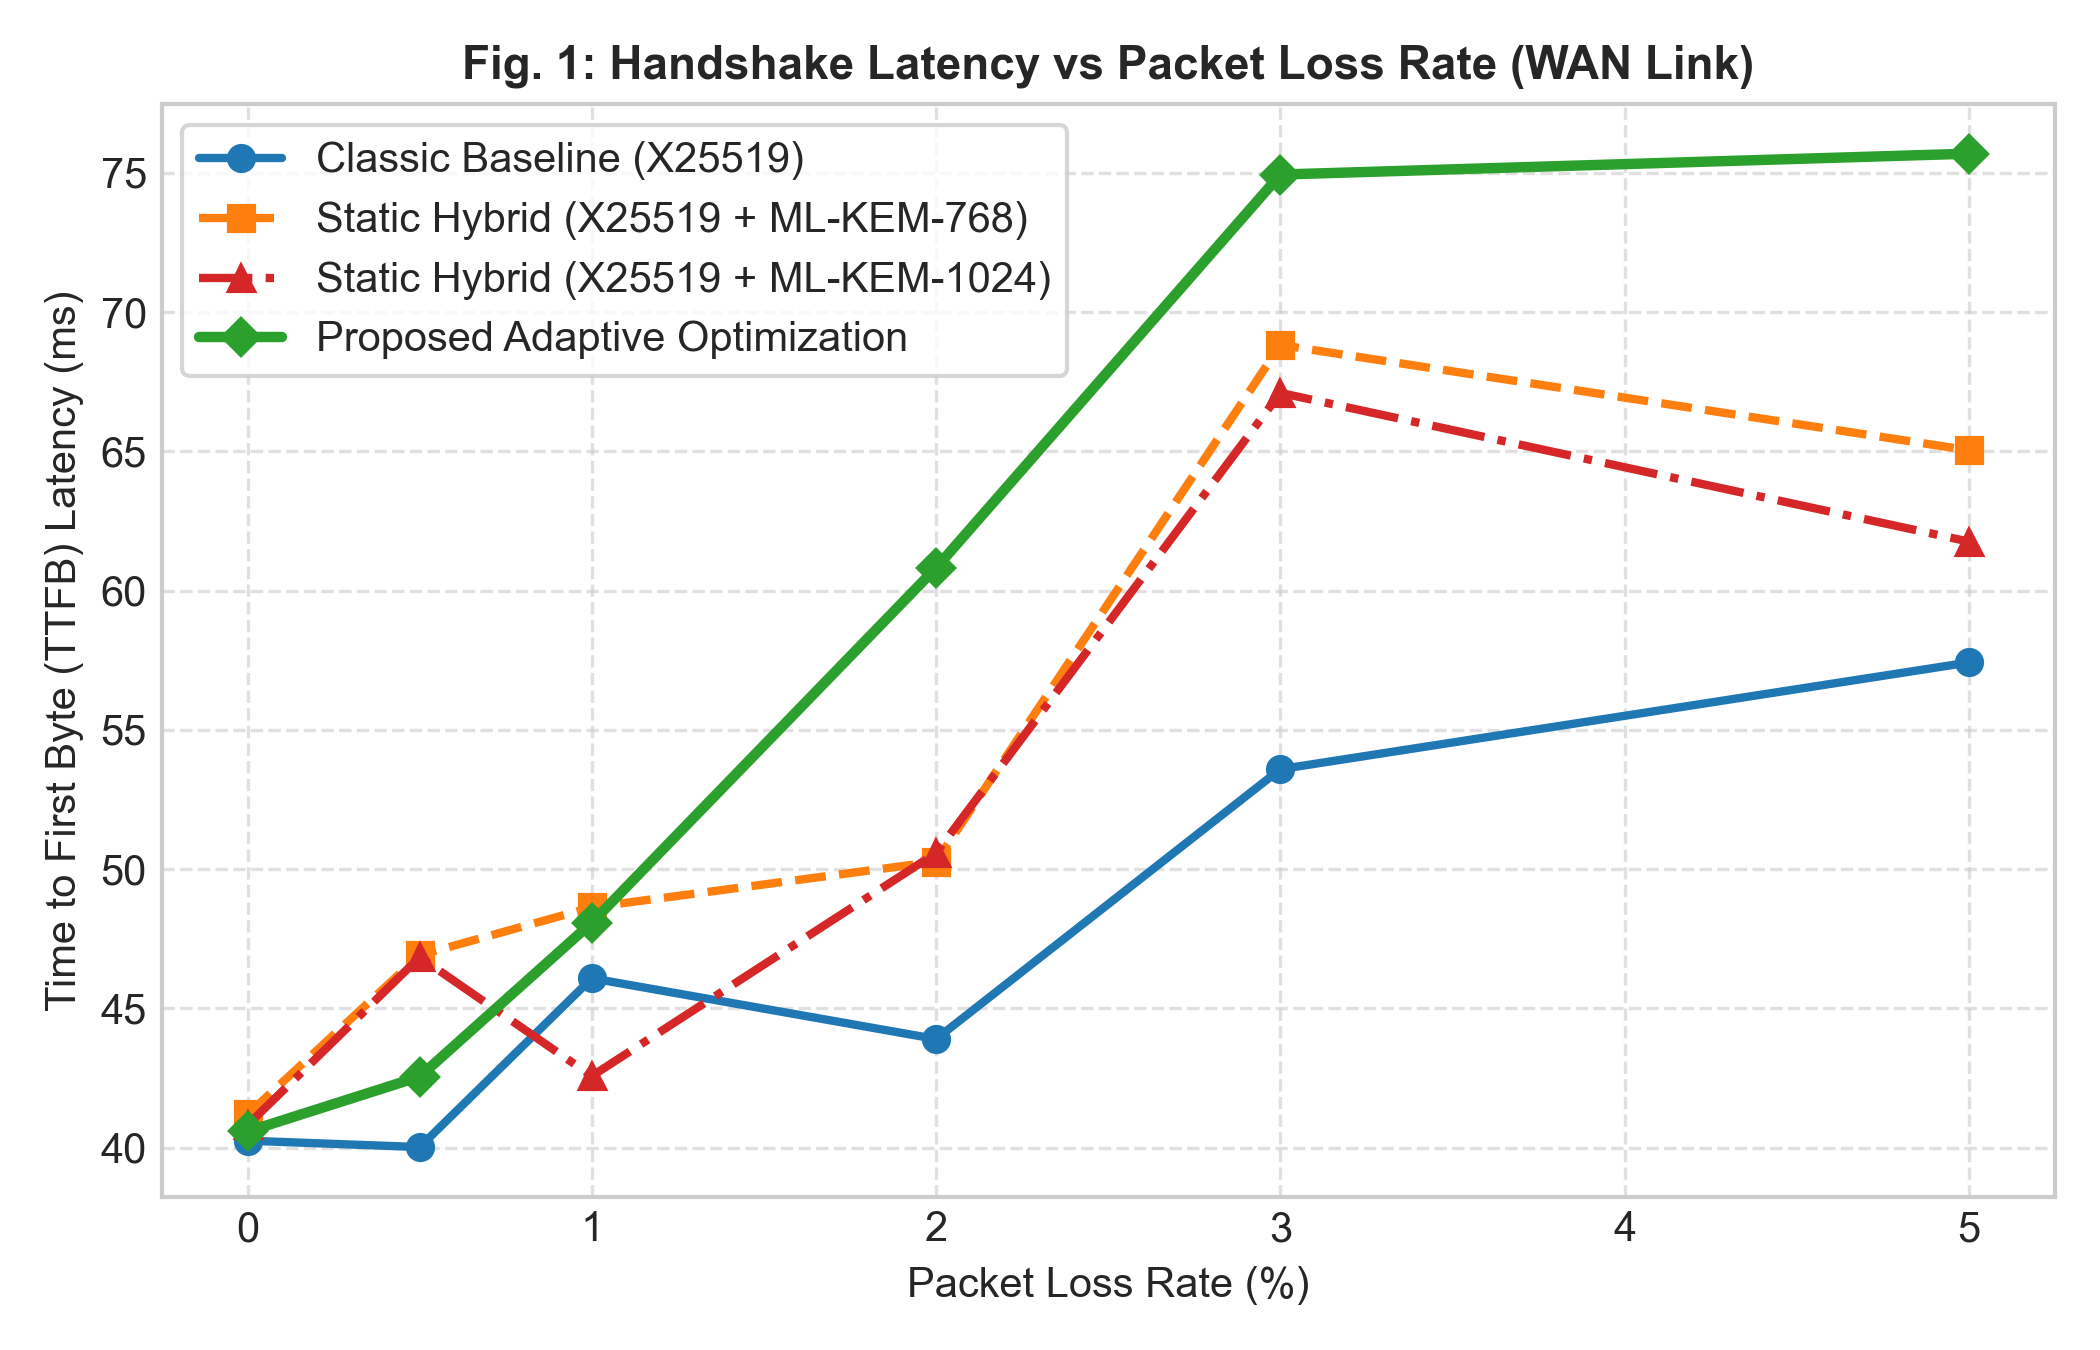 Fig. 1: Handshake Latency vs Packet Loss Rate (WAN Link)
Classic Baseline (X25519)
Static Hybrid (X25519 + ML-KEM-768)
Static Hybrid (X25519 + ML-KEM-1024)
Proposed Adaptive Optimization
Time to First Byte (TTFB) Latency (ms)
75
70
65
60
55
50
45
40
0 1 2 3 4 5
Packet Loss Rate (%)